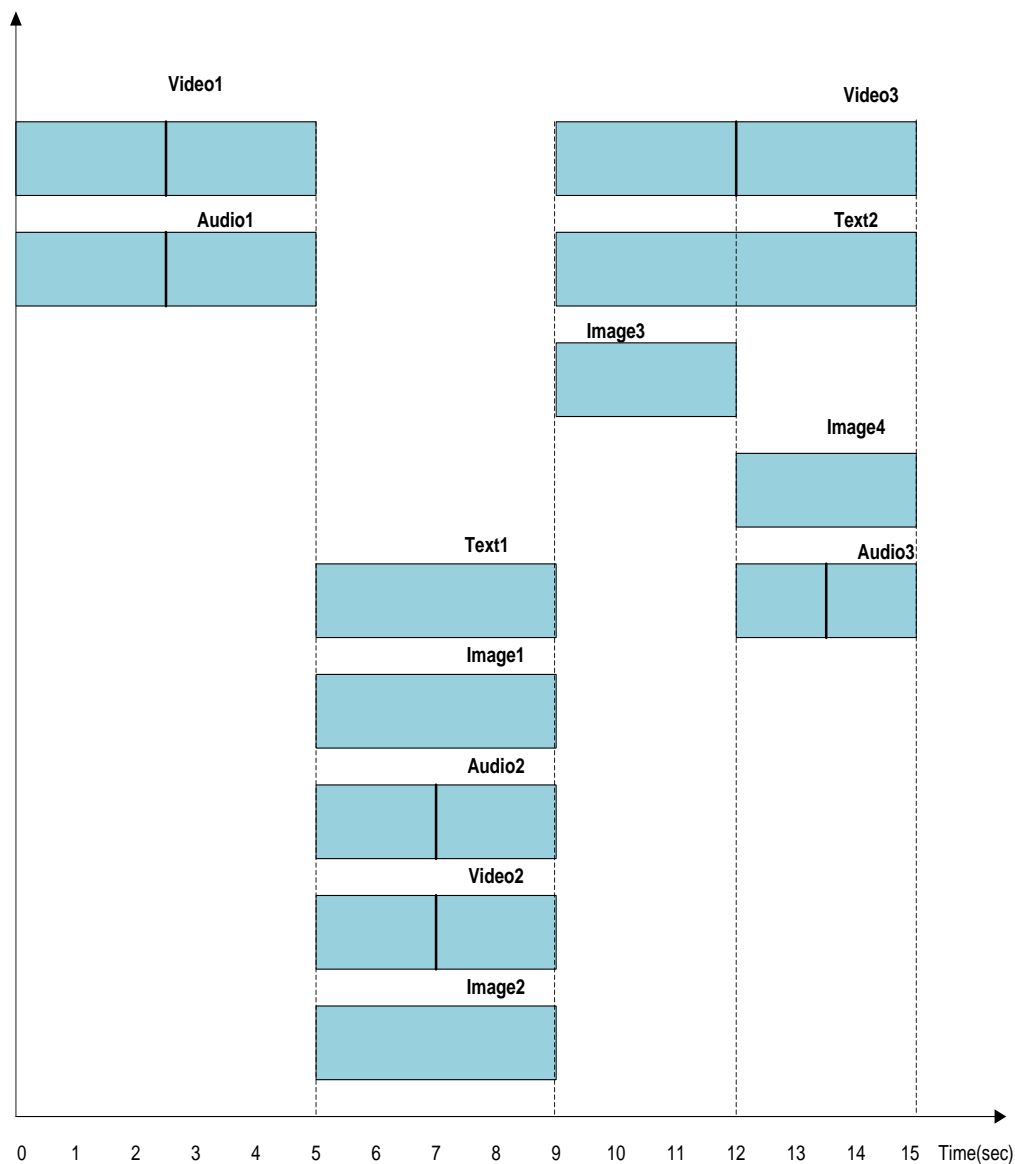 Video1
Video3
Audio1
Text2
Image3
Image4
Text1
Audio3
Image1
Audio2
Video2
Image2
0 1 2 3 4 5 6 7 8 9 10 11 12 13 14 15 Time(sec)